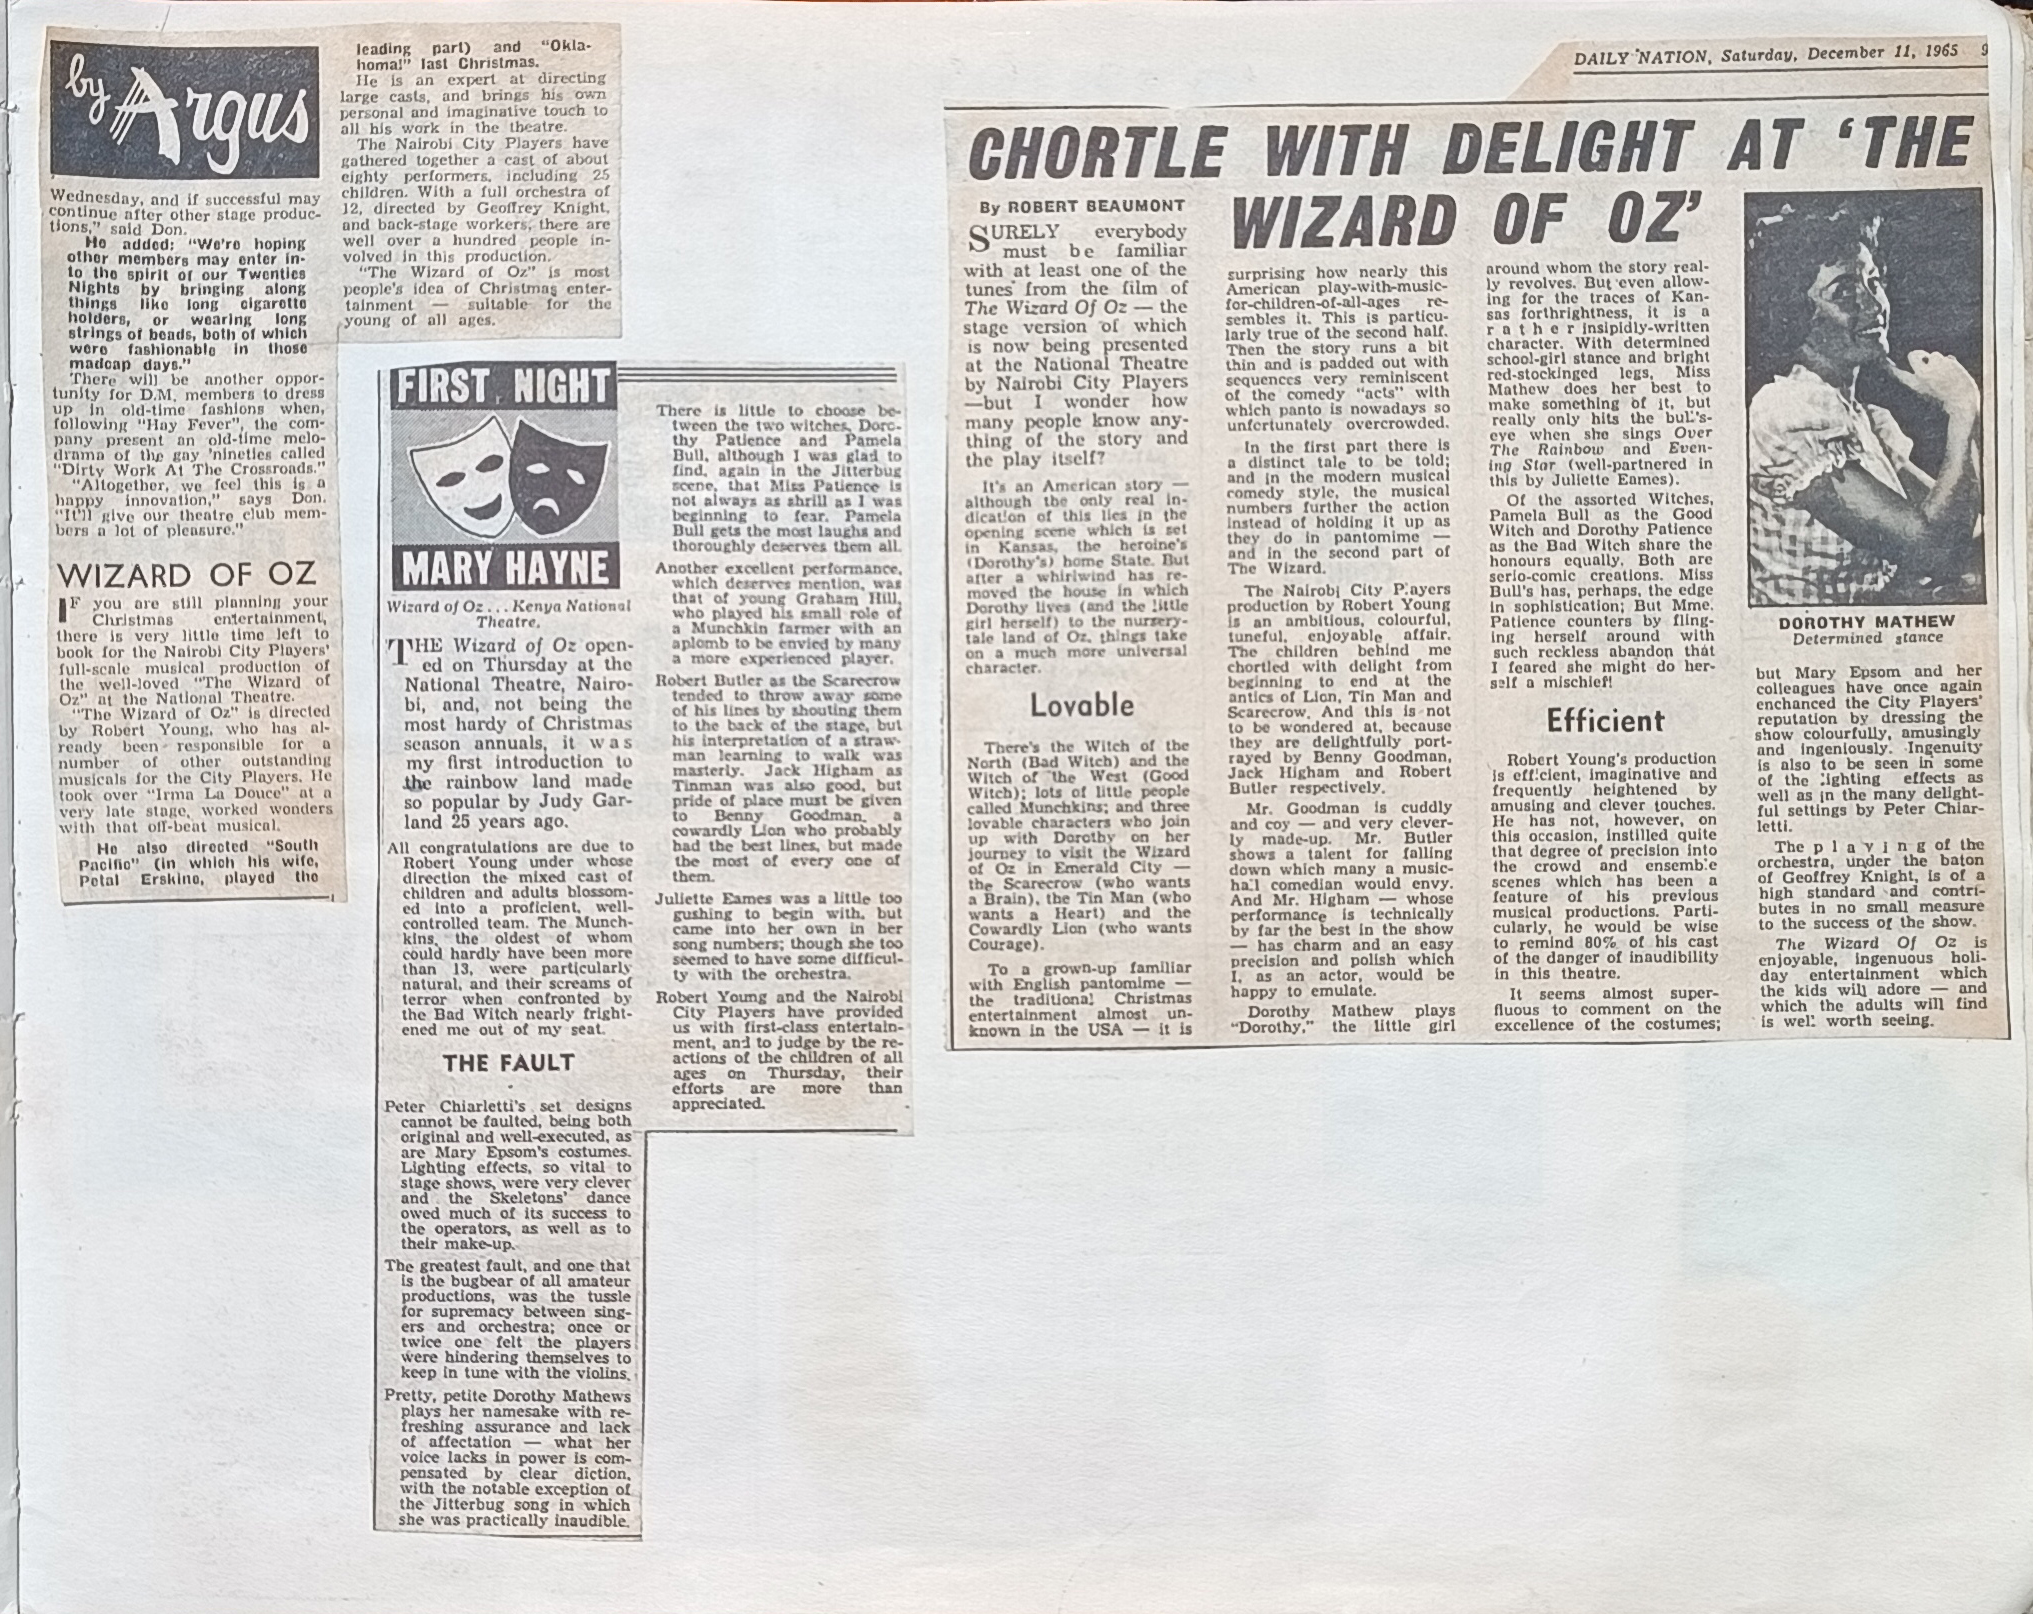 by Argus
Wednesday, and if successful may
continue after other stage produc-
tions," said Don.
He added: "We're hoping
other members may enter in-
to the spirit of our Twenties
Nights by bringing along
things like long cigarette
holders, or wearing long
strings of beads, both of which
were fashionable in those
madcap days."
There will be another oppor-
tunity for D.M. members to dress
up in old-time fashions when,
following "Hay Fever", the com-
pany present an old-time melo-
drama of the gay 'nineties called
"Dirty Work At The Crossroads."
"Altogether, we feel this is a
happy innovation," says Don.
"It'll give our theatre club mem-
bers a lot of pleasure."
WIZARD OF OZ
IF you are still planning your
Christmas entertainment,
there is very little time left to
book for the Nairobi City Players'
full-scale musical production of
the well-loved "The Wizard of
Oz" at the National Theatre.
"The Wizard of Oz" is directed
by Robert Young, who has al-
ready been responsible for a
number of other outstanding
musicals for the City Players. He
took over "Irma La Douce" at a
very late stage, worked wonders
with that off-beat musical.
He also directed "South
Pacific" (in which his wife,
Petal Erskine, played the
leading part) and "Okla-
homa!" last Christmas.
He is an expert at directing
large casts, and brings his own
personal and imaginative touch to
all his work in the theatre.
The Nairobi City Players have
gathered together a cast of about
eighty performers, including 25
children. With a full orchestra of
12, directed by Geoffrey Knight,
and back-stage workers, there are
well over a hundred people in-
volved in this production.
"The Wizard of Oz" is most
people's idea of Christmas enter-
tainment — suitable for the
young of all ages.
FIRST NIGHT
MARY HAYNE
Wizard of Oz . . . Kenya National
Theatre.
THE Wizard of Oz open-
ed on Thursday at the
National Theatre, Nairo-
bi, and, not being the
most hardy of Christmas
season annuals, it was
my first introduction to
the rainbow land made
so popular by Judy Gar-
land 25 years ago.
All congratulations are due to
Robert Young under whose
direction the mixed cast of
children and adults blossom-
ed into a proficient, well-
controlled team. The Munch-
kins, the oldest of whom
could hardly have been more
than 13, were particularly
natural, and their screams of
terror when confronted by
the Bad Witch nearly fright-
ened me out of my seat.
THE FAULT
Peter Chiarletti's set designs
cannot be faulted, being both
original and well-executed, as
are Mary Epsom's costumes.
Lighting effects, so vital to
stage shows, were very clever
and the Skeletons' dance
owed much of its success to
the operators, as well as to
their make-up.
The greatest fault, and one that
is the bugbear of all amateur
productions, was the tussle
for supremacy between sing-
ers and orchestra; once or
twice one felt the players
were hindering themselves to
keep in tune with the violins.
Pretty, petite Dorothy Mathews
plays her namesake with re-
freshing assurance and lack
of affectation — what her
voice lacks in power is com-
pensated by clear diction,
with the notable exception of
the Jitterbug song in which
she was practically inaudible.
There is little to choose be-
tween the two witches, Doro-
thy Patience and Pamela
Bull, although I was glad to
find, again in the Jitterbug
scene, that Miss Patience is
not always as shrill as I was
beginning to fear. Pamela
Bull gets the most laughs and
thoroughly deserves them all.
Another excellent performance,
which deserves mention, was
that of young Graham Hill,
who played his small role of
a Munchkin farmer with an
aplomb to be envied by many
a more experienced player.
Robert Butler as the Scarecrow
tended to throw away some
of his lines by shouting them
to the back of the stage, but
his interpretation of a straw-
man learning to walk was
masterly. Jack Higham as
Tinman was also good, but
pride of place must be given
to Benny Goodman, a
cowardly Lion who probably
had the best lines, but made
the most of every one of
them.
Juliette Eames was a little too
gushing to begin with, but
came into her own in her
song numbers; though she too
seemed to have some difficul-
ty with the orchestra.
Robert Young and the Nairobi
City Players have provided
us with first-class entertain-
ment, and to judge by the re-
actions of the children of all
ages on Thursday, their
efforts are more than
appreciated.
DAILY NATION, Saturday, December 11, 1965 9
CHORTLE WITH DELIGHT AT 'THE
WIZARD OF OZ'
By ROBERT BEAUMONT
SURELY everybody
must be familiar
with at least one of the
tunes from the film of
The Wizard Of Oz — the
stage version of which
is now being presented
at the National Theatre
by Nairobi City Players
—but I wonder how
many people know any-
thing of the story and
the play itself?
It's an American story —
although the only real in-
dication of this lies in the
opening scene which is set
in Kansas, the heroine's
(Dorothy's) home State. But
after a whirlwind has re-
moved the house in which
Dorothy lives (and the little
girl herself) to the nursery-
tale land of Oz, things take
on a much more universal
character.
Lovable
There's the Witch of the
North (Bad Witch) and the
Witch of the West (Good
Witch); lots of little people
called Munchkins; and three
lovable characters who join
up with Dorothy on her
journey to visit the Wizard
of Oz in Emerald City —
the Scarecrow (who wants
a Brain), the Tin Man (who
wants a Heart) and the
Cowardly Lion (who wants
Courage).
To a grown-up familiar
with English pantomime —
the traditional Christmas
entertainment almost un-
known in the USA — it is
surprising how nearly this
American play-with-music-
for-children-of-all-ages re-
sembles it. This is particu-
larly true of the second half.
Then the story runs a bit
thin and is padded out with
sequences very reminiscent
of the comedy "acts" with
which panto is nowadays so
unfortunately overcrowded.
In the first part there is
a distinct tale to be told;
and in the modern musical
comedy style, the musical
numbers further the action
instead of holding it up as
they do in pantomime —
and in the second part of
The Wizard.
The Nairobi City Players
production by Robert Young
is an ambitious, colourful,
tuneful, enjoyable affair.
The children behind me
chortled with delight from
beginning to end at the
antics of Lion, Tin Man and
Scarecrow. And this is not
to be wondered at, because
they are delightfully port-
rayed by Benny Goodman,
Jack Higham and Robert
Butler respectively.
Mr. Goodman is cuddly
and coy — and very clever-
ly made-up. Mr. Butler
shows a talent for falling
down which many a music-
hall comedian would envy.
And Mr. Higham — whose
performance is technically
by far the best in the show
— has charm and an easy
precision and polish which
I, as an actor, would be
happy to emulate.
Dorothy Mathew plays
"Dorothy," the little girl
around whom the story real-
ly revolves. But even allow-
ing for the traces of Kan-
sas forthrightness, it is a
rather insipidly-written
character. With determined
school-girl stance and bright
red-stockinged legs, Miss
Mathew does her best to
make something of it, but
really only hits the bull's-
eye when she sings Over
The Rainbow and Even-
ing Star (well-partnered in
this by Juliette Eames).
Of the assorted Witches,
Pamela Bull as the Good
Witch and Dorothy Patience
as the Bad Witch share the
honours equally. Both are
serio-comic creations. Miss
Bull's has, perhaps, the edge
in sophistication; But Mme.
Patience counters by fling-
ing herself around with
such reckless abandon that
I feared she might do her-
self a mischief!
Efficient
Robert Young's production
is efficient, imaginative and
frequently heightened by
amusing and clever touches.
He has not, however, on
this occasion, instilled quite
that degree of precision into
the crowd and ensemble
scenes which has been a
feature of his previous
musical productions. Parti-
cularly, he would be wise
to remind 80% of his cast
of the danger of inaudibility
in this theatre.
It seems almost super-
fluous to comment on the
excellence of the costumes;
DOROTHY MATHEW
Determined stance
but Mary Epsom and her
colleagues have once again
enchanced the City Players'
reputation by dressing the
show colourfully, amusingly
and ingeniously. Ingenuity
is also to be seen in some
of the lighting effects as
well as in the many delight-
ful settings by Peter Chiar-
letti.
The playing of the
orchestra, under the baton
of Geoffrey Knight, is of a
high standard and contri-
butes in no small measure
to the success of the show.
The Wizard Of Oz is
enjoyable, ingenuous holi-
day entertainment which
the kids will adore — and
which the adults will find
is well worth seeing.